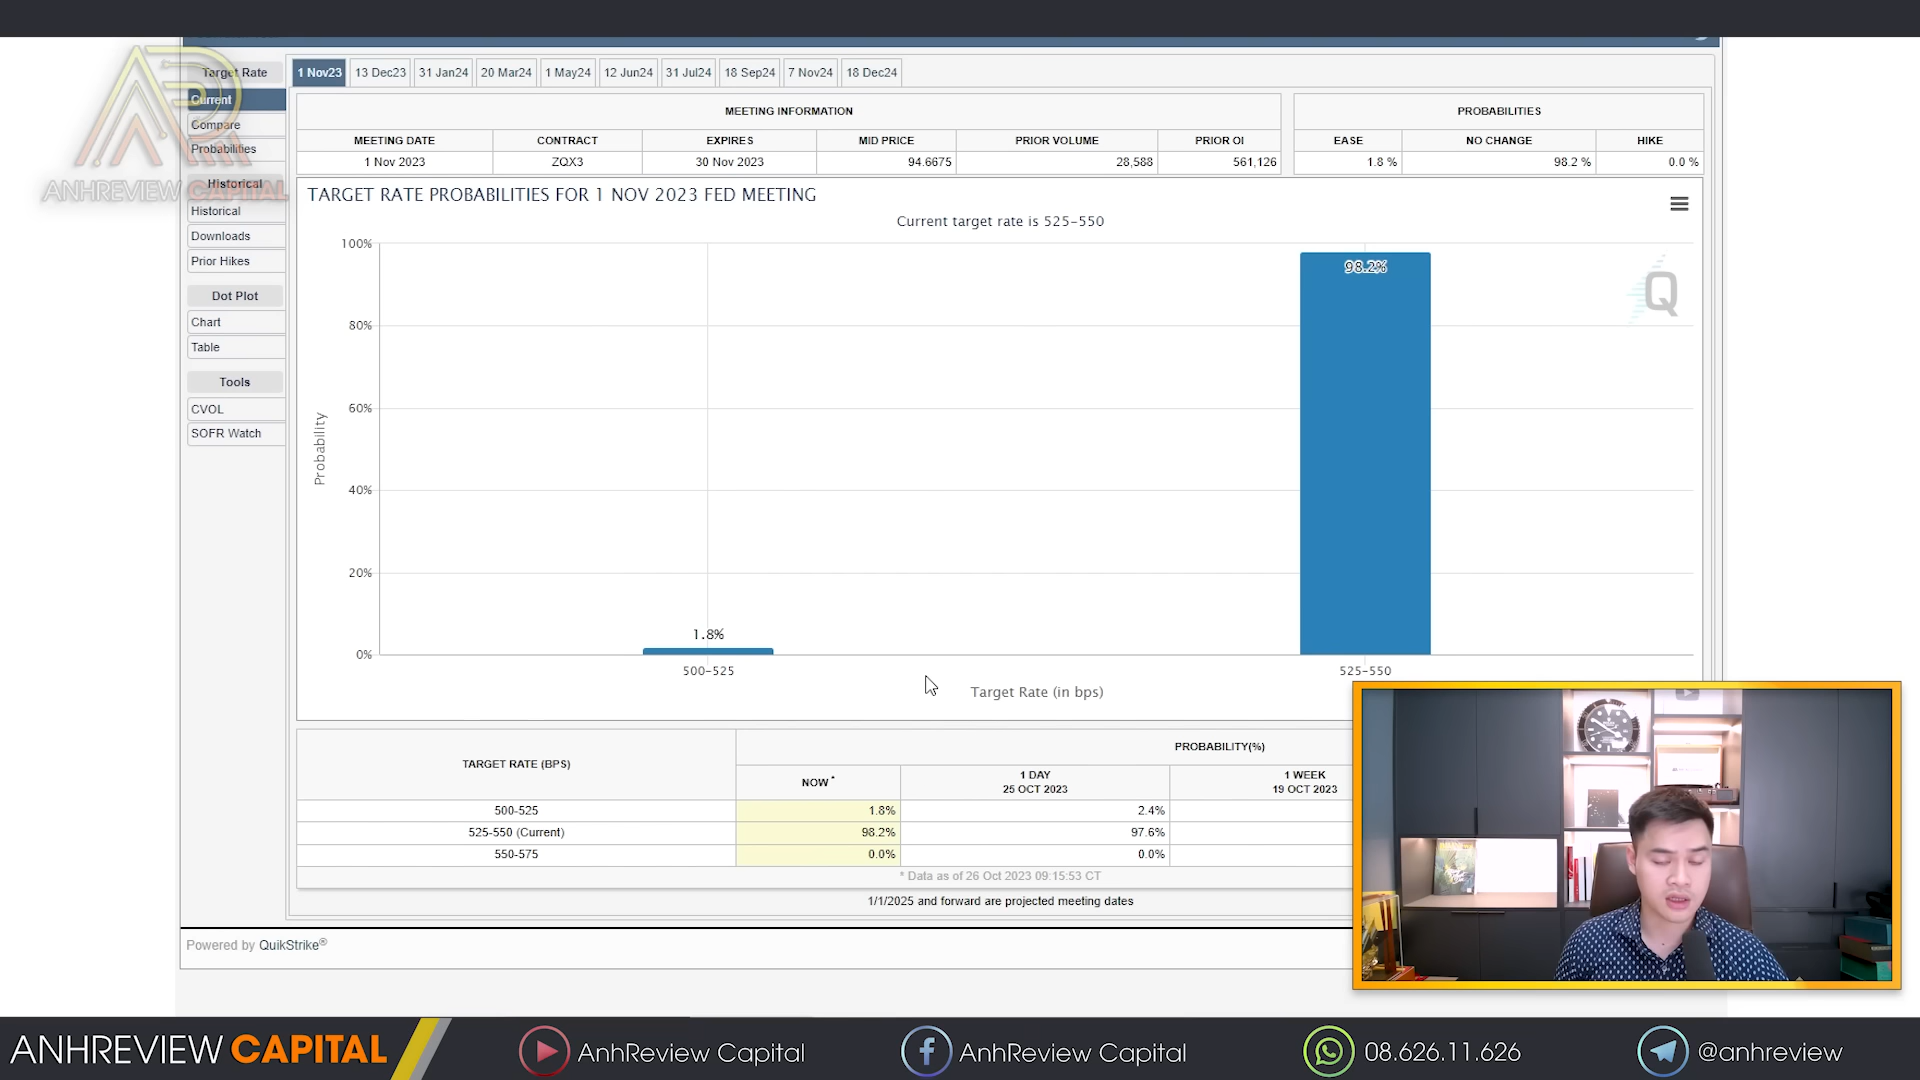 Target Rate
Current
Compare
Probabilities
Historical
Historical
Downloads
Prior Hikes
Dot Plot
Chart
Table
Tools
CVOL
SOFR Watch
ANHREVIEW CAPITAL
1 Nov23 13 Dec23 31 Jan24 20 Mar24 1 May24 12 Jun24 31 Jul24 18 Sep24 7 Nov24 18 Dec24
MEETING INFORMATION
MEETING DATE CONTRACT EXPIRES MID PRICE PRIOR VOLUME PRIOR OI
1 Nov 2023 ZQX3 30 Nov 2023 94.6675 28,588 561,126
PROBABILITIES
EASE NO CHANGE HIKE
1.8 % 98.2 % 0.0 %
TARGET RATE PROBABILITIES FOR 1 NOV 2023 FED MEETING
Current target rate is 525-550
Probability
100%
80%
60%
40%
20%
0%
98.2%
1.8%
Q
500-525 525-550
Target Rate (in bps)
TARGET RATE (BPS) PROBABILITY(%)
NOW * 1 DAY 1 WEEK
25 OCT 2023 19 OCT 2023
500-525 1.8% 2.4%
525-550 (Current) 98.2% 97.6%
550-575 0.0% 0.0%
* Data as of 26 Oct 2023 09:15:53 CT
1/1/2025 and forward are projected meeting dates
Powered by QuikStrike®
ANHREVIEW CAPITAL AnhReview Capital AnhReview Capital 08.626.11.626 @anhreview